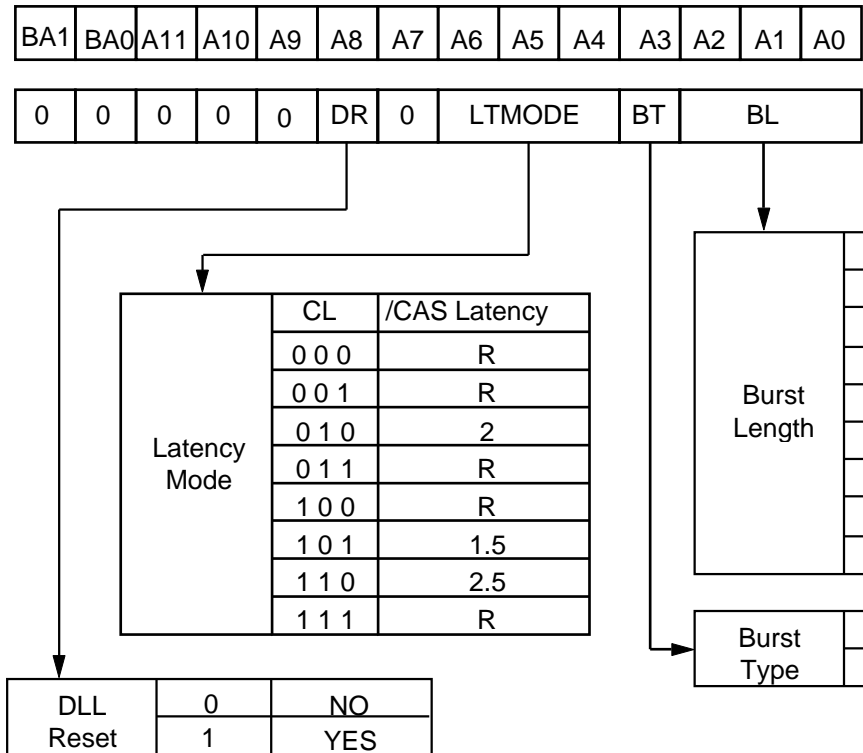 BA1 BA0 A11 A10 A9 A8 A7 A6 A5 A4 A3 A2 A1 A0
0 0 0 0 0 DR 0 LTMODE BT BL
CL /CAS Latency
0 0 0 R
0 0 1 R
0 1 0 2
0 1 1 R
1 0 0 R
1 0 1 1.5
1 1 0 2.5
1 1 1 R
Latency
Mode
Burst
Length
Burst
Type
DLL
Reset
0 NO
1 YES